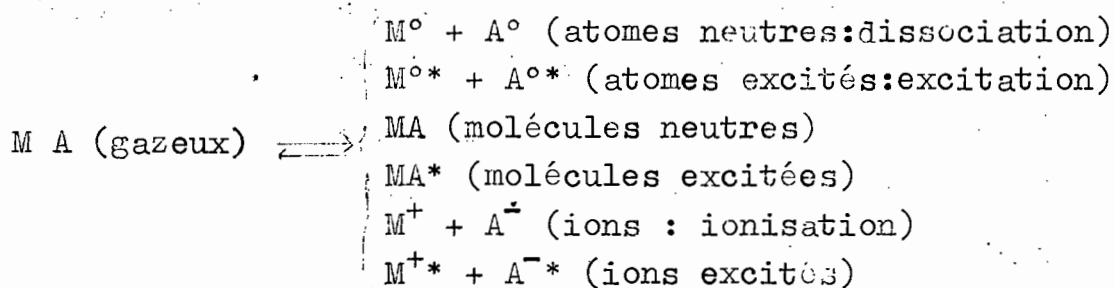 M° + A° (atomes neutres:dissociation)
M°* + A°* (atomes excités:excitation)
M A (gazeux) ⇌ MA (molécules neutres)
MA* (molécules excitées)
M⁺ + A⁻ (ions : ionisation)
M⁺* + A⁻* (ions excités)